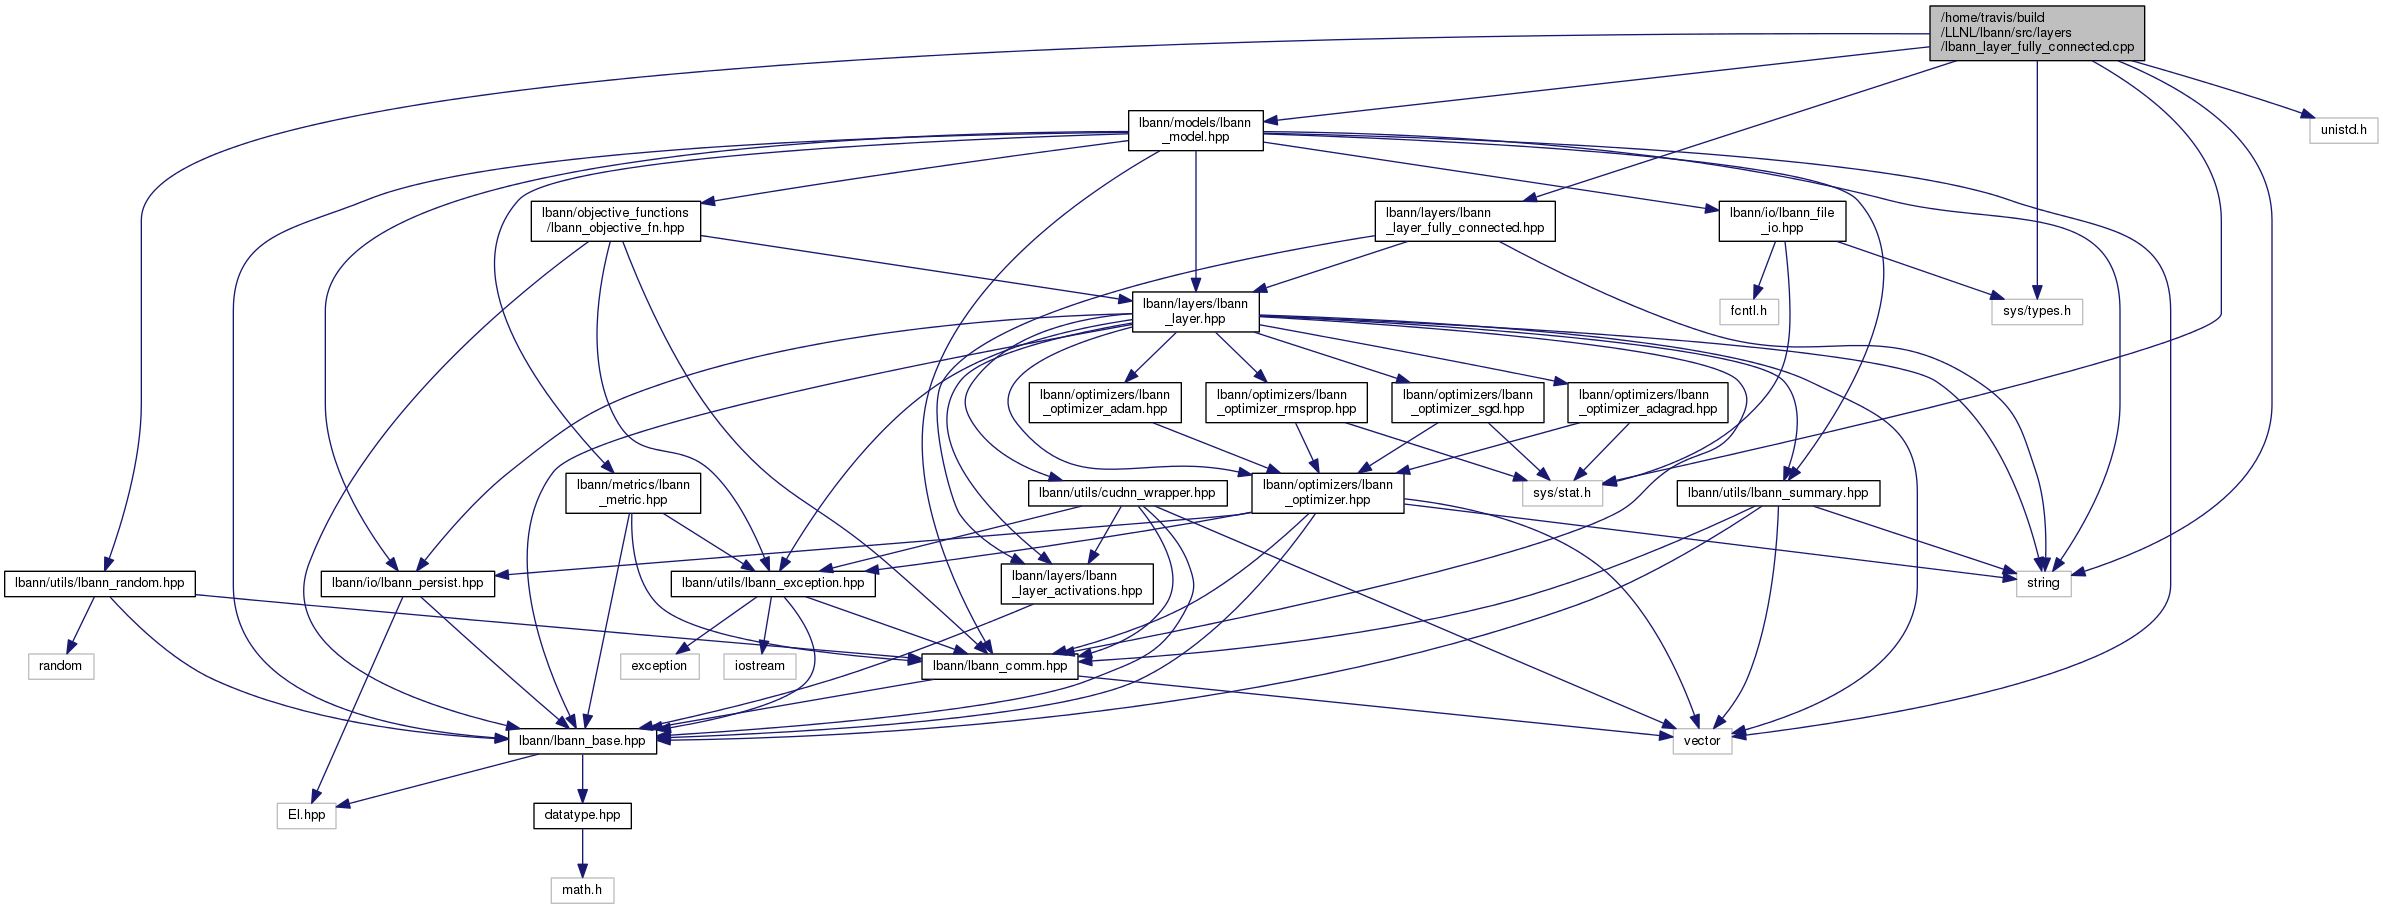 /home/travis/build
/LLNL/lbann/src/layers
/lbann_layer_fully_connected.cpp
lbann/models/lbann
_model.hpp
unistd.h
lbann/objective_functions
/lbann_objective_fn.hpp
lbann/layers/lbann
_layer_fully_connected.hpp
lbann/io/lbann_file
_io.hpp
lbann/layers/lbann
_layer.hpp
fcntl.h
sys/types.h
lbann/optimizers/lbann
_optimizer_adam.hpp
lbann/optimizers/lbann
_optimizer_rmsprop.hpp
lbann/optimizers/lbann
_optimizer_sgd.hpp
lbann/optimizers/lbann
_optimizer_adagrad.hpp
lbann/metrics/lbann
_metric.hpp
lbann/utils/cudnn_wrapper.hpp
lbann/optimizers/lbann
_optimizer.hpp
sys/stat.h
lbann/utils/lbann_summary.hpp
lbann/utils/lbann_random.hpp
lbann/io/lbann_persist.hpp
lbann/utils/lbann_exception.hpp
lbann/layers/lbann
_layer_activations.hpp
string
random
exception
iostream
lbann/lbann_comm.hpp
lbann/lbann_base.hpp
vector
El.hpp
datatype.hpp
math.h